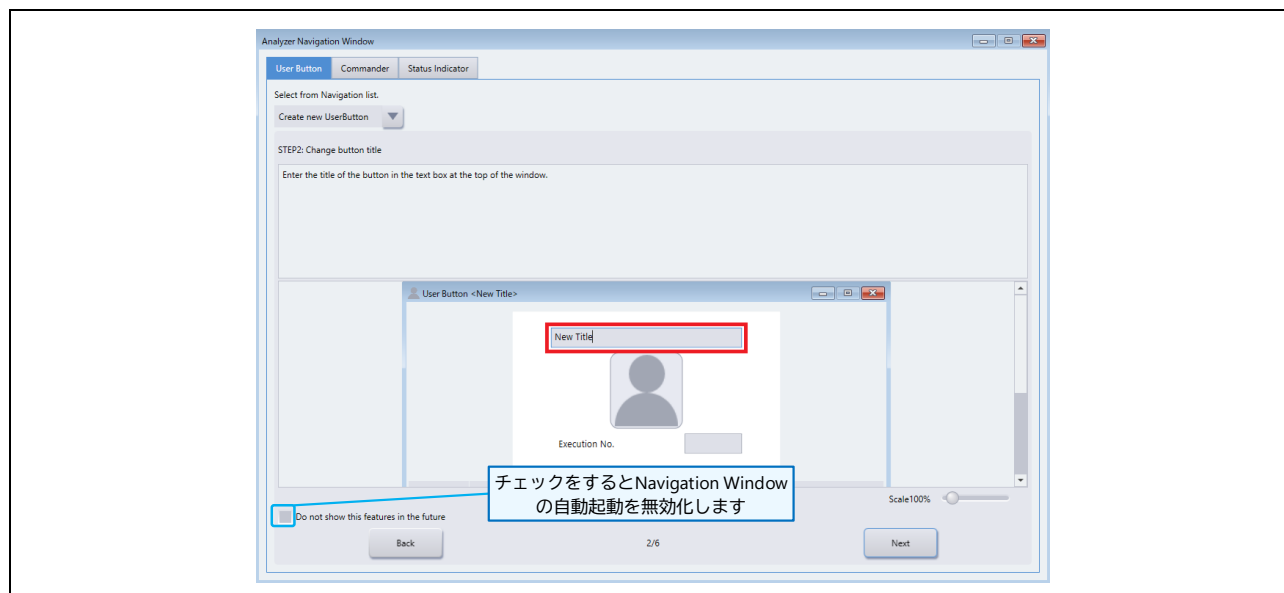 Analyzer Navigation Window
User Button Commander Status Indicator
Select from Navigation list.
Create new UserButton
STEP2: Change button title
Enter the title of the button in the text box at the top of the window.
User Button <New Title>
New Title
Execution No.
チェックをするとNavigation Window
の自動起動を無効化します
Scale100%
Do not show this features in the future
Back 2/6 Next